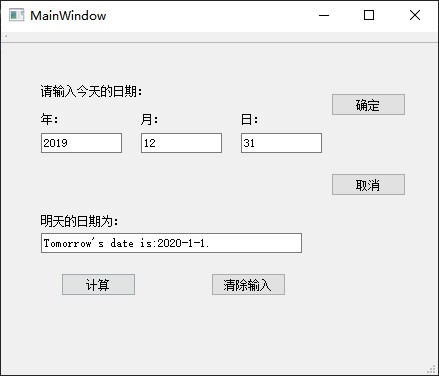 MainWindow
请输入今天的日期：
确定
年： 月： 日：
2019 12 31
取消
明天的日期为：
Tomorrow's date is:2020-1-1.
计算 清除输入